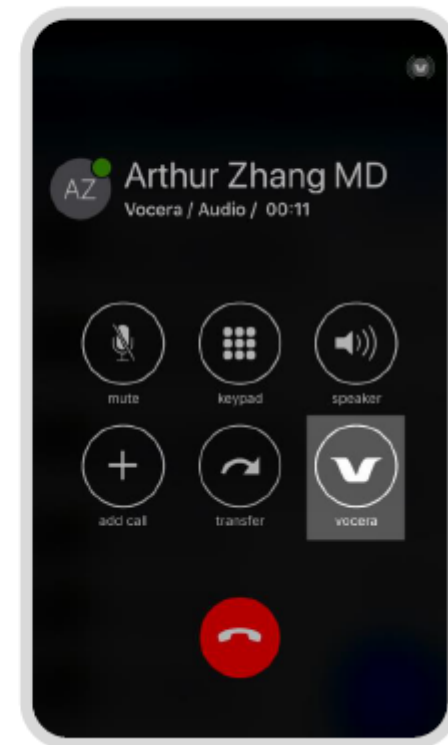 AZ
Arthur Zhang MD
Vocera / Audio / 00:11
mute keypad speaker
add call transfer vocera